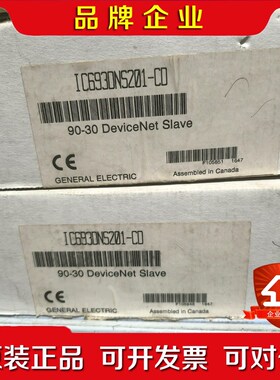 品牌企业
IC693DNS201-CD
90-30 DeviceNet Slave
CE
GENERAL ELECTRIC
Assembled in Canada
IC693DNS201-CD
90-30 DeviceNet Slave
CE
GENERAL ELECTRIC
Assembled in Canada
原装正品 可开发票 可对